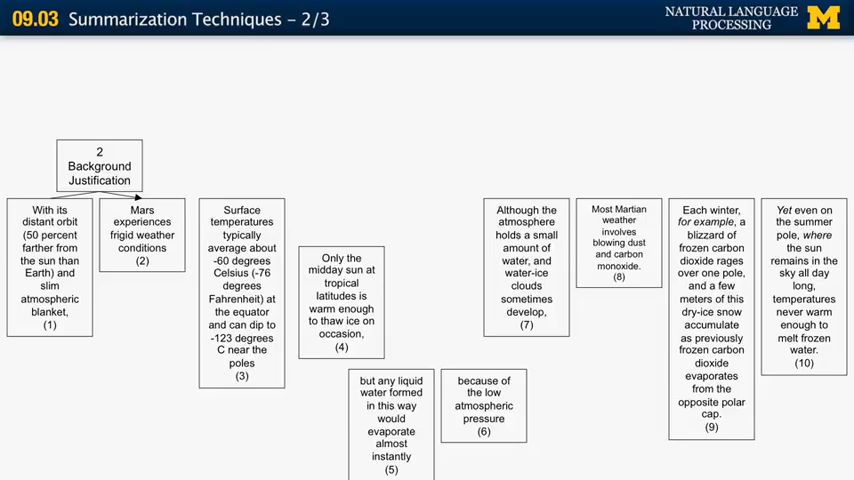 09.03 Summarization Techniques – 2/3
NATURAL LANGUAGE
PROCESSING
M
2
Background
Justification
With its
distant orbit
(50 percent
farther from
the sun than
Earth) and
slim
atmospheric
blanket,
(1)
Mars
experiences
frigid weather
conditions
(2)
Surface
temperatures
typically
average about
-60 degrees
Celsius (-76
degrees
Fahrenheit) at
the equator
and can dip to
-123 degrees
C near the
poles
(3)
Only the
midday sun at
tropical
latitudes is
warm enough
to thaw ice on
occasion,
(4)
but any liquid
water formed
in this way
would
evaporate
almost
instantly
(5)
because of
the low
atmospheric
pressure
(6)
Although the
atmosphere
holds a small
amount of
water, and
water-ice
clouds
sometimes
develop,
(7)
Most Martian
weather
involves
blowing dust
and carbon
monoxide.
(8)
Each winter,
for example, a
blizzard of
frozen carbon
dioxide rages
over one pole,
and a few
meters of this
dry-ice snow
accumulate
as previously
frozen carbon
dioxide
evaporates
from the
opposite polar
cap.
(9)
Yet even on
the summer
pole, where
the sun
remains in the
sky all day
long,
temperatures
never warm
enough to
melt frozen
water.
(10)